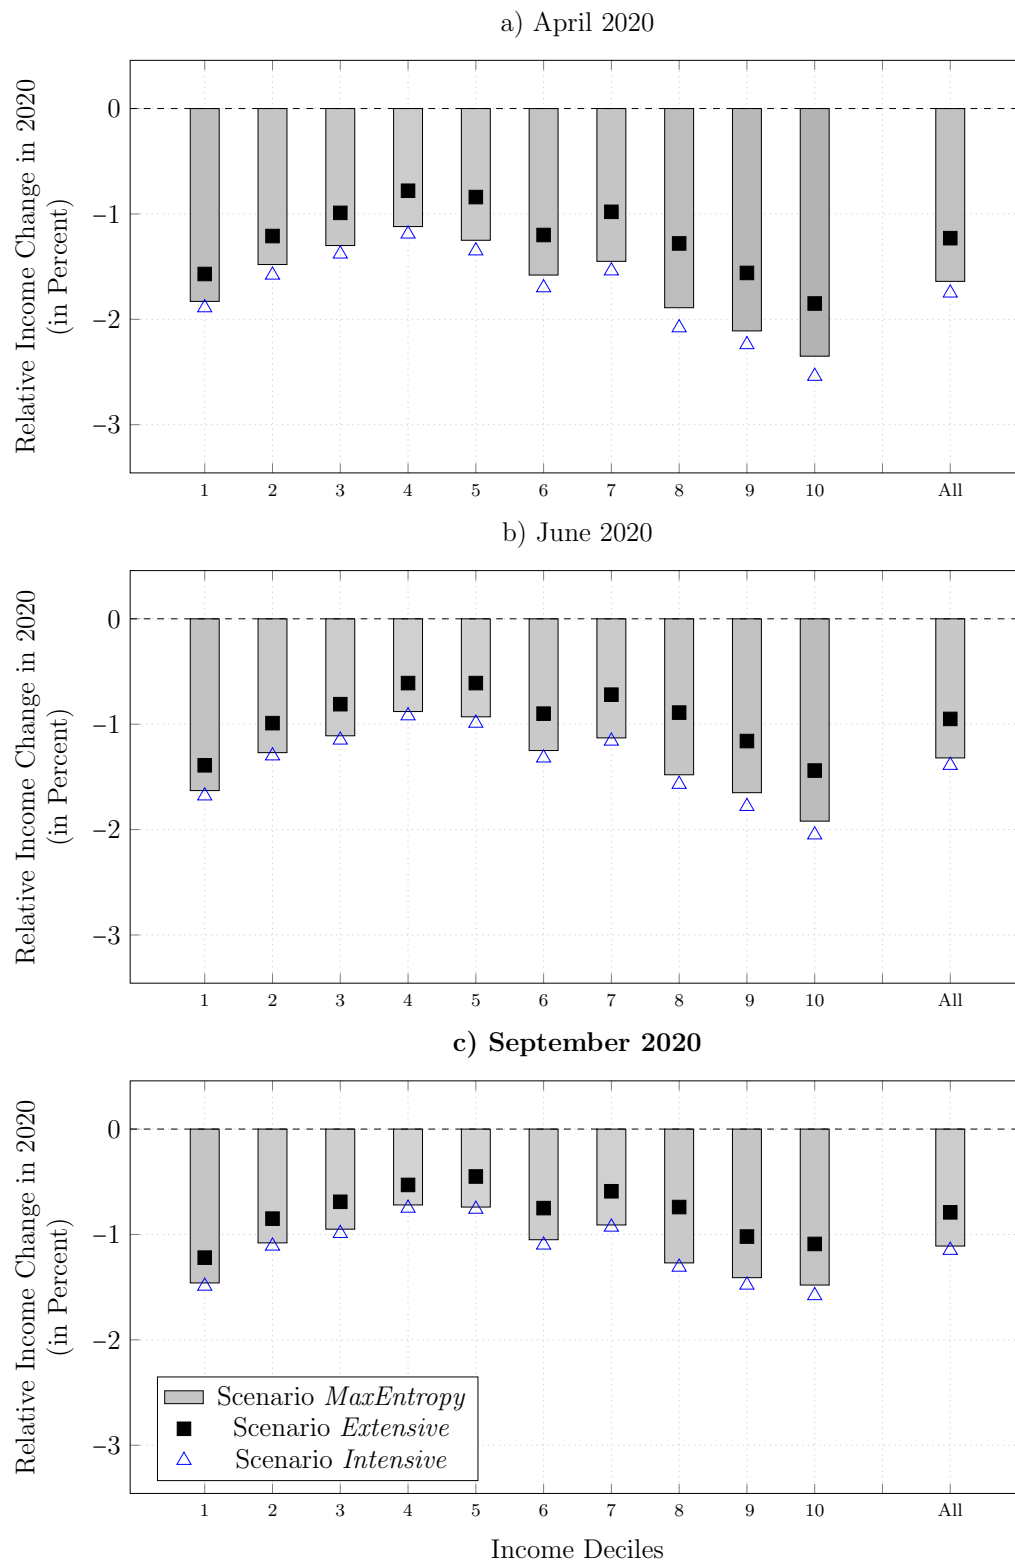 a) April 2020
Relative Income Change in 2020
(in Percent)
0
−1
−2
−3
1 2 3 4 5 6 7 8 9 10 All
b) June 2020
Relative Income Change in 2020
(in Percent)
0
−1
−2
−3
1 2 3 4 5 6 7 8 9 10 All
c) September 2020
Relative Income Change in 2020
(in Percent)
0
−1
−2
−3
Scenario MaxEntropy
Scenario Extensive
Scenario Intensive
1 2 3 4 5 6 7 8 9 10 All
Income Deciles